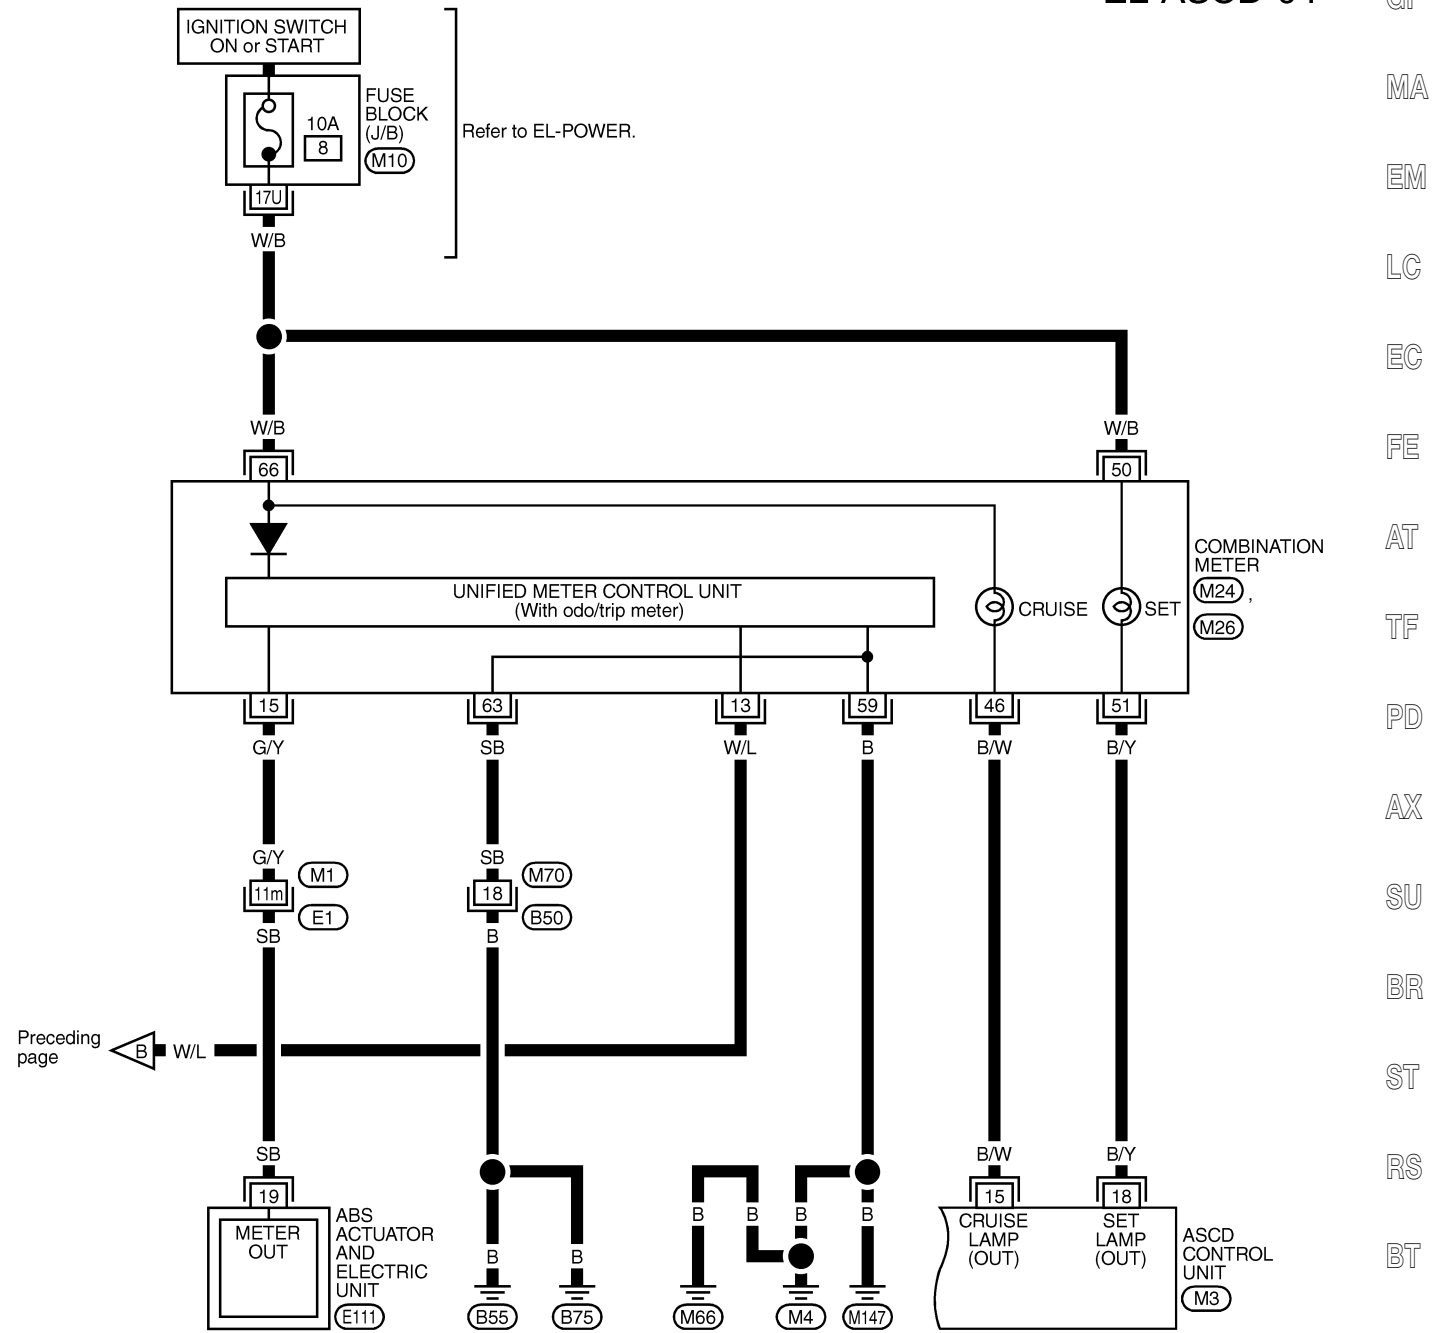 IGNITION SWITCH
ON or START
FUSE
BLOCK
(J/B)
M10
10A
8
17U
W/B
Refer to EL-POWER.
W/B
W/B
66
50
UNIFIED METER CONTROL UNIT
(With odo/trip meter)
CRUISE
SET
COMBINATION
METER
M24 ,
M26
15
63
13
59
46
51
G/Y
SB
W/L
B
B/W
B/Y
G/Y
SB
M1
M70
11m
18
E1
B50
SB
B
Preceding
page
B
W/L
SB
B/W
B/Y
19
15
18
METER
OUT
ABS
ACTUATOR
AND
ELECTRIC
UNIT
E111
B
B
B
B
B
B
B55
B75
M66
M4
M147
CRUISE
LAMP
(OUT)
SET
LAMP
(OUT)
ASCD
CONTROL
UNIT
M3
MA
EM
LC
EC
FE
AT
TF
PD
AX
SU
BR
ST
RS
BT